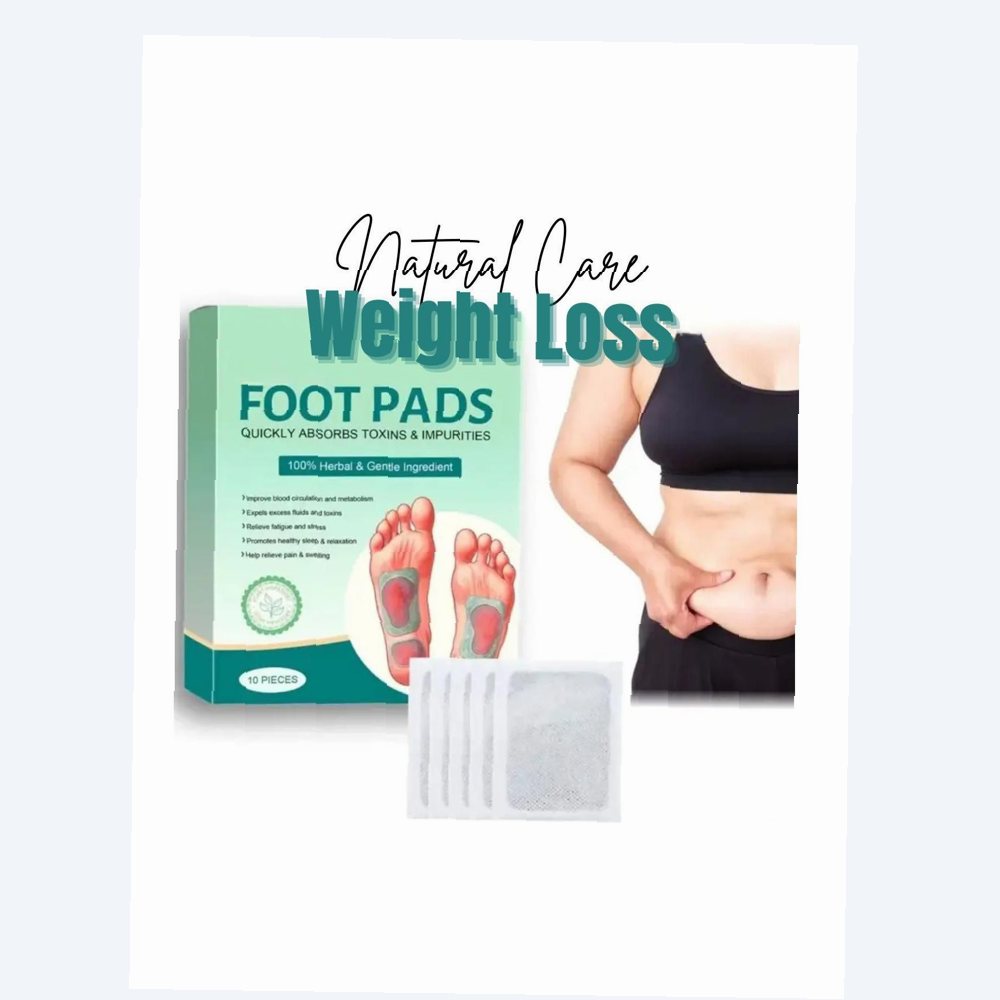 Natural Care
Weight Loss
FOOT PADS
QUICKLY ABSORBS TOXINS & IMPURITIES
100% Herbal & Gentle Ingredient
Improve blood circulation and metabolism
Expels excess fluids and toxins
Relieve fatigue and stress
Promotes healthy sleep & relaxation
Help relieve pain & swelling
10 PIECES